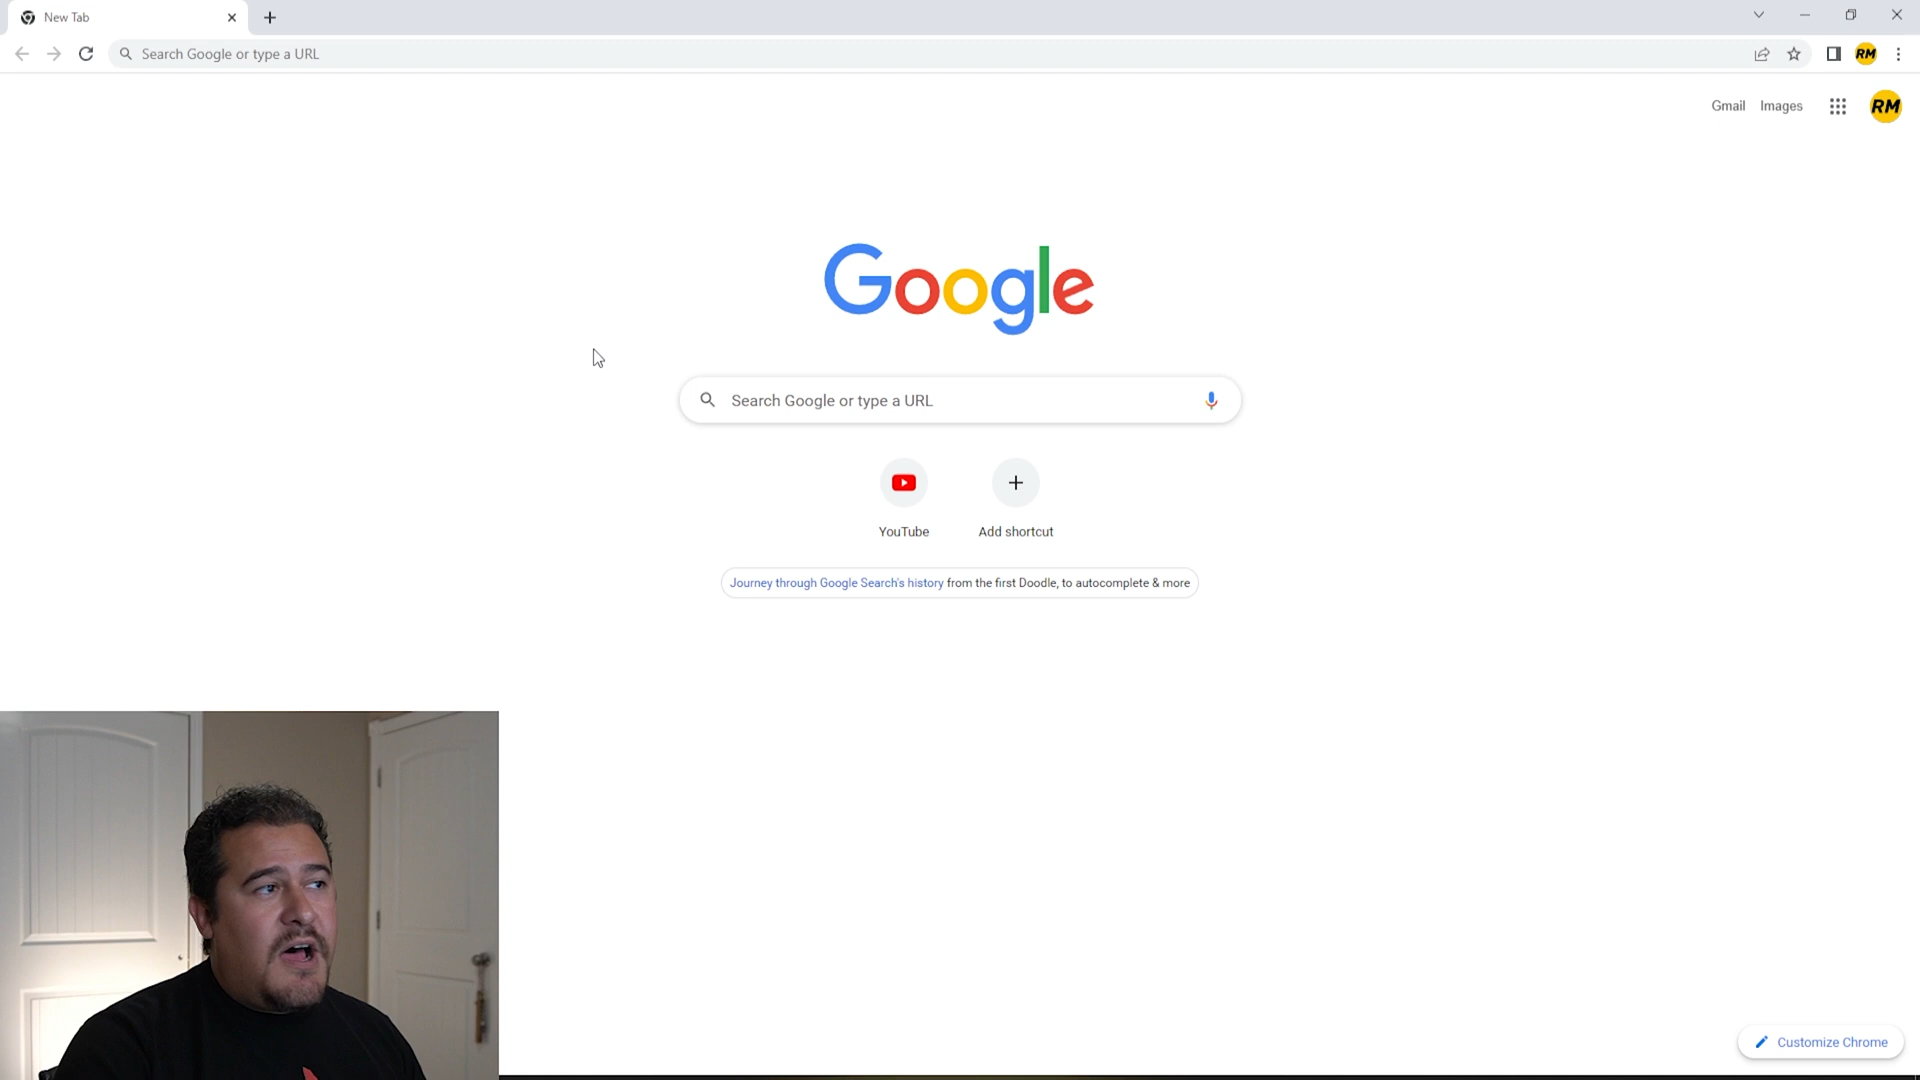 New Tab
Search Google or type a URL
RM
Gmail Images
RM
Google
Search Google or type a URL
YouTube Add shortcut
Journey through Google Search's history from the first Doodle, to autocomplete & more
Customize Chrome